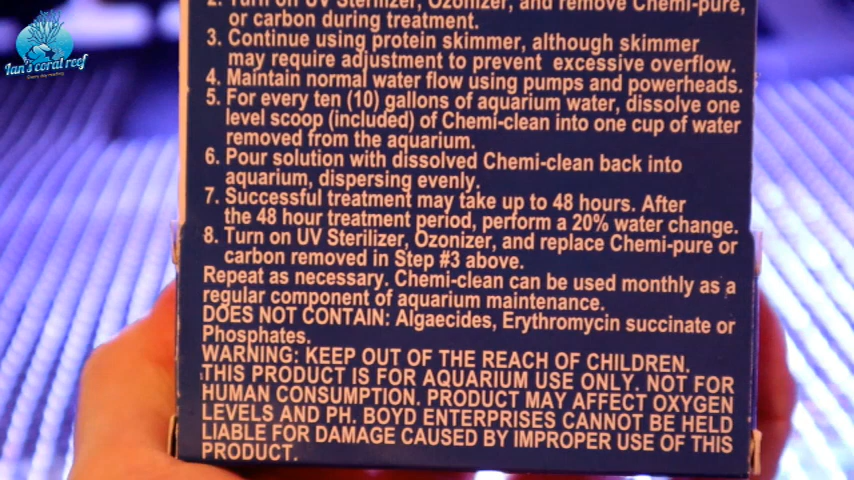 Ian's coral reef
2. Turn on UV Sterilizer, Ozonizer, and remove Chemi-pure,
or carbon during treatment.
3. Continue using protein skimmer, although skimmer
may require adjustment to prevent excessive overflow.
4. Maintain normal water flow using pumps and powerheads.
5. For every ten (10) gallons of aquarium water, dissolve one
level scoop (included) of Chemi-clean into one cup of water
removed from the aquarium.
6. Pour solution with dissolved Chemi-clean back into
aquarium, dispersing evenly.
7. Successful treatment may take up to 48 hours. After
the 48 hour treatment period, perform a 20% water change.
8. Turn on UV Sterilizer, Ozonizer, and replace Chemi-pure or
carbon removed in Step #3 above.
Repeat as necessary. Chemi-clean can be used monthly as a
regular component of aquarium maintenance.
DOES NOT CONTAIN: Algaecides, Erythromycin succinate or
Phosphates.
WARNING: KEEP OUT OF THE REACH OF CHILDREN.
THIS PRODUCT IS FOR AQUARIUM USE ONLY. NOT FOR
HUMAN CONSUMPTION. PRODUCT MAY AFFECT OXYGEN
LEVELS AND PH. BOYD ENTERPRISES CANNOT BE HELD
LIABLE FOR DAMAGE CAUSED BY IMPROPER USE OF THIS
PRODUCT.